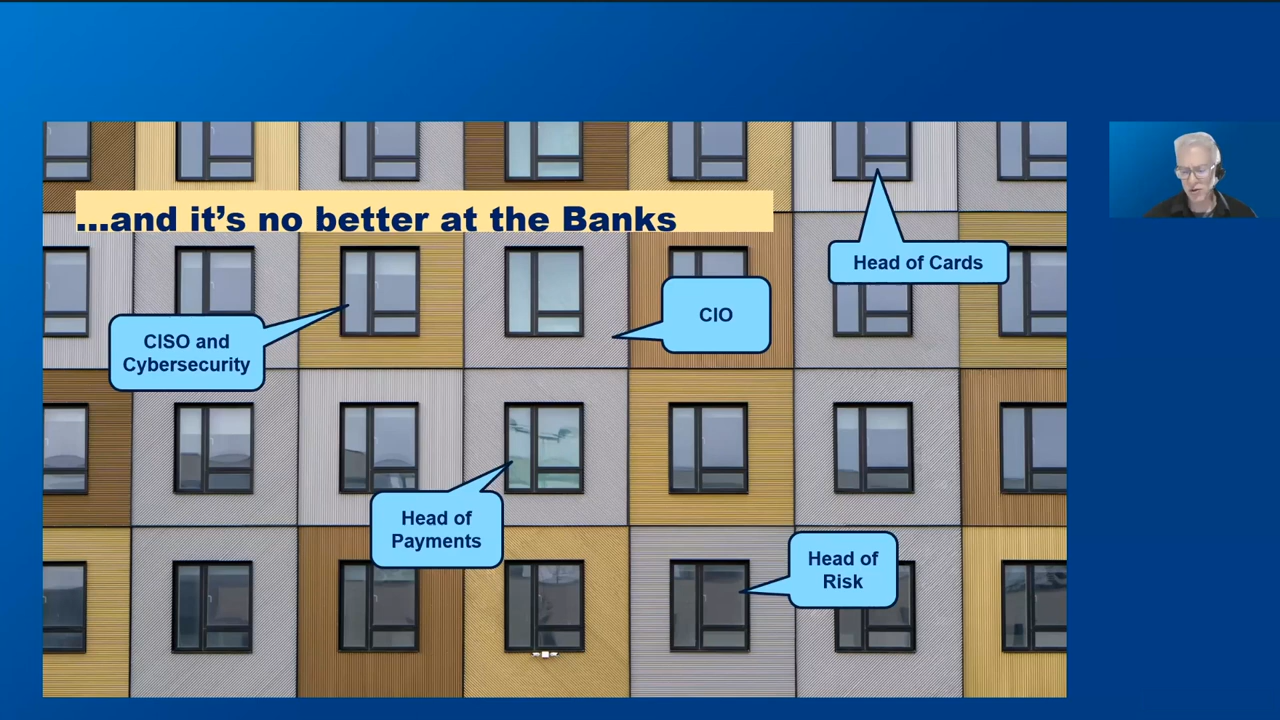 ...and it's no better at the Banks
Head of Cards
CIO
CISO and
Cybersecurity
Head of
Payments
Head of
Risk